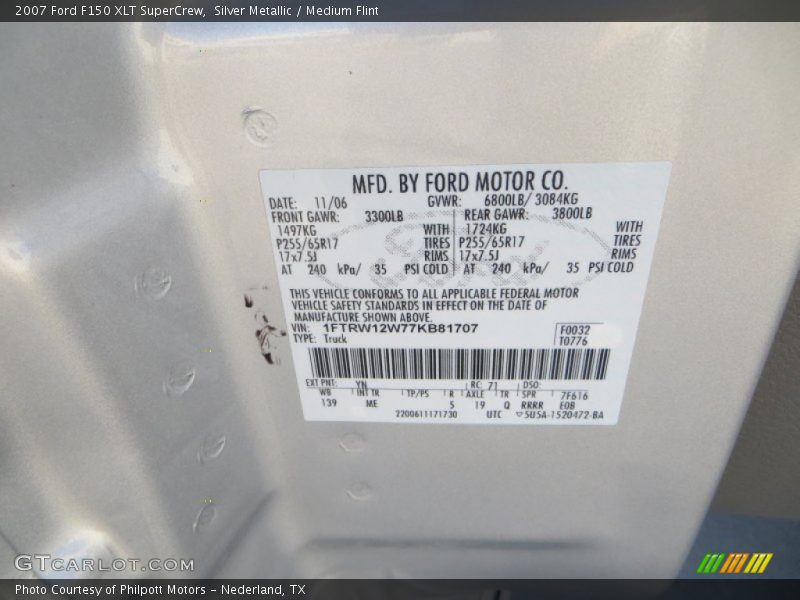 2007 Ford F150 XLT SuperCrew, Silver Metallic / Medium Flint
MFD. BY FORD MOTOR CO.
DATE: 11/06 GVWR: 6800LB/ 3084KG
FRONT GAWR: 3300LB REAR GAWR: 3800LB
1497KG WITH 1724KG WITH
P255/65R17 TIRES P255/65R17 TIRES
17x7.5J RIMS 17x7.5J RIMS
AT 240 kPa/ 35 PSI COLD AT 240 kPa/ 35 PSI COLD
THIS VEHICLE CONFORMS TO ALL APPLICABLE FEDERAL MOTOR
VEHICLE SAFETY STANDARDS IN EFFECT ON THE DATE OF
MANUFACTURE SHOWN ABOVE.
VIN: 1FTRW12W77KB81707 F0032
TYPE: Truck T0776
EXT PNT: YN RC: 71 DSO:
WB INT TR TP/PS R AXLE TR SPR 7F616
139 ME 5 19 Q RRRR E08
2200611171730 UTC 5U5A-1520472-BA
GTCARLOT.COM
Photo Courtesy of Philpott Motors - Nederland, TX